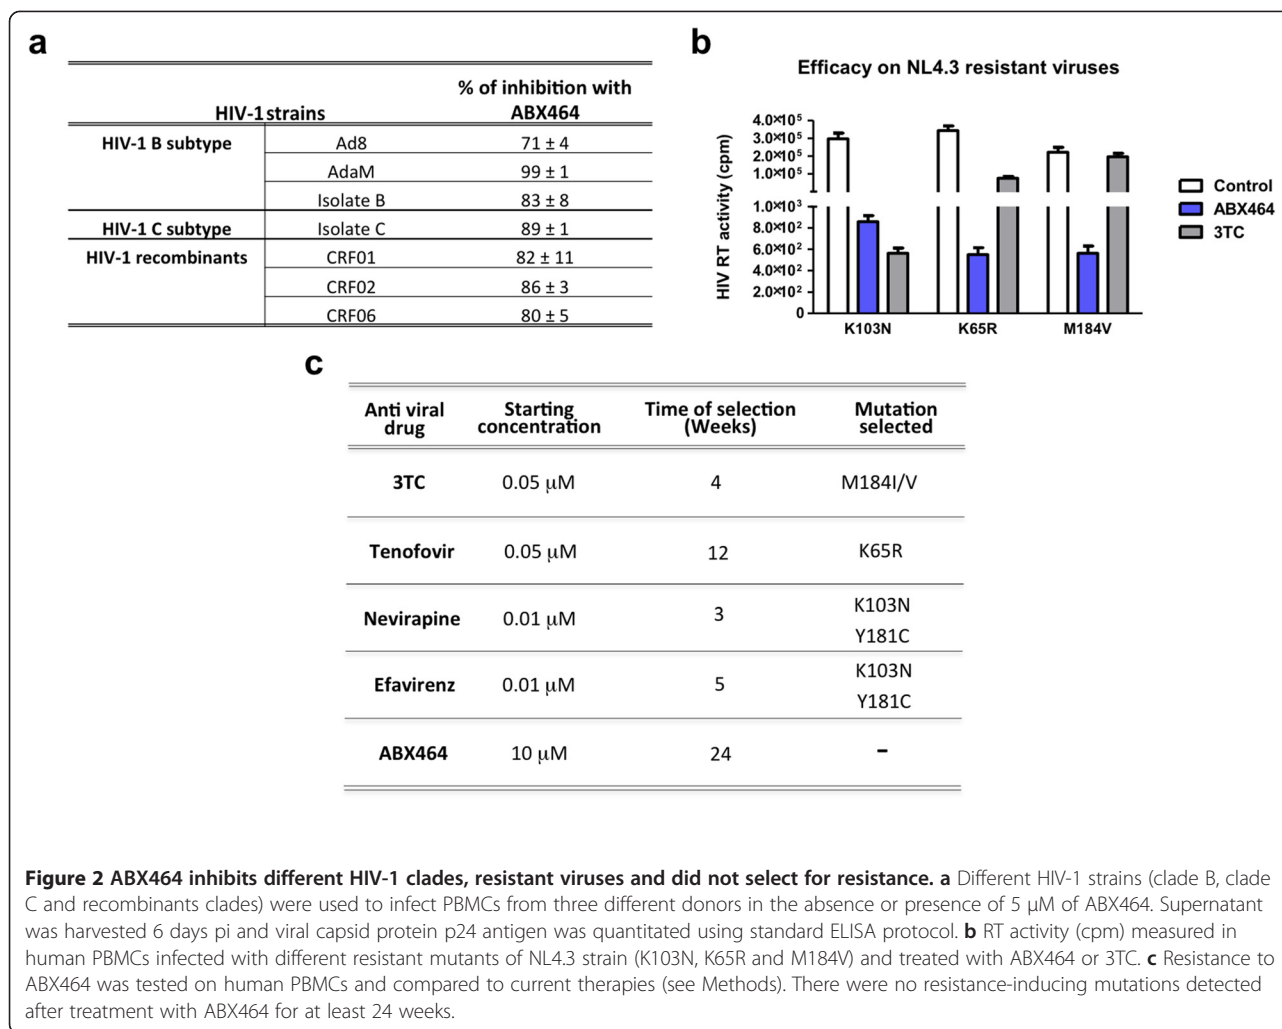 a
HIV-1 strains % of inhibition with ABX464
HIV-1 B subtype Ad8 71 ± 4
AdaM 99 ± 1
Isolate B 83 ± 8
HIV-1 C subtype Isolate C 89 ± 1
HIV-1 recombinants CRF01 82 ± 11
CRF02 86 ± 3
CRF06 80 ± 5
b
Efficacy on NL4.3 resistant viruses
HIV RT activity (cpm)
4.0×10⁵
3.0×10⁵
2.0×10⁵
1.0×10⁵
1.0×10³
8.0×10²
6.0×10²
4.0×10²
2.0×10²
0
K103N K65R M184V
Control
ABX464
3TC
c
Anti viral drug Starting concentration Time of selection (Weeks) Mutation selected
3TC 0.05 µM 4 M184I/V
Tenofovir 0.05 µM 12 K65R
Nevirapine 0.01 µM 3 K103N
Y181C
Efavirenz 0.01 µM 5 K103N
Y181C
ABX464 10 µM 24 –
Figure 2 ABX464 inhibits different HIV-1 clades, resistant viruses and did not select for resistance. a Different HIV-1 strains (clade B, clade
C and recombinants clades) were used to infect PBMCs from three different donors in the absence or presence of 5 µM of ABX464. Supernatant
was harvested 6 days pi and viral capsid protein p24 antigen was quantitated using standard ELISA protocol. b RT activity (cpm) measured in
human PBMCs infected with different resistant mutants of NL4.3 strain (K103N, K65R and M184V) and treated with ABX464 or 3TC. c Resistance to
ABX464 was tested on human PBMCs and compared to current therapies (see Methods). There were no resistance-inducing mutations detected
after treatment with ABX464 for at least 24 weeks.